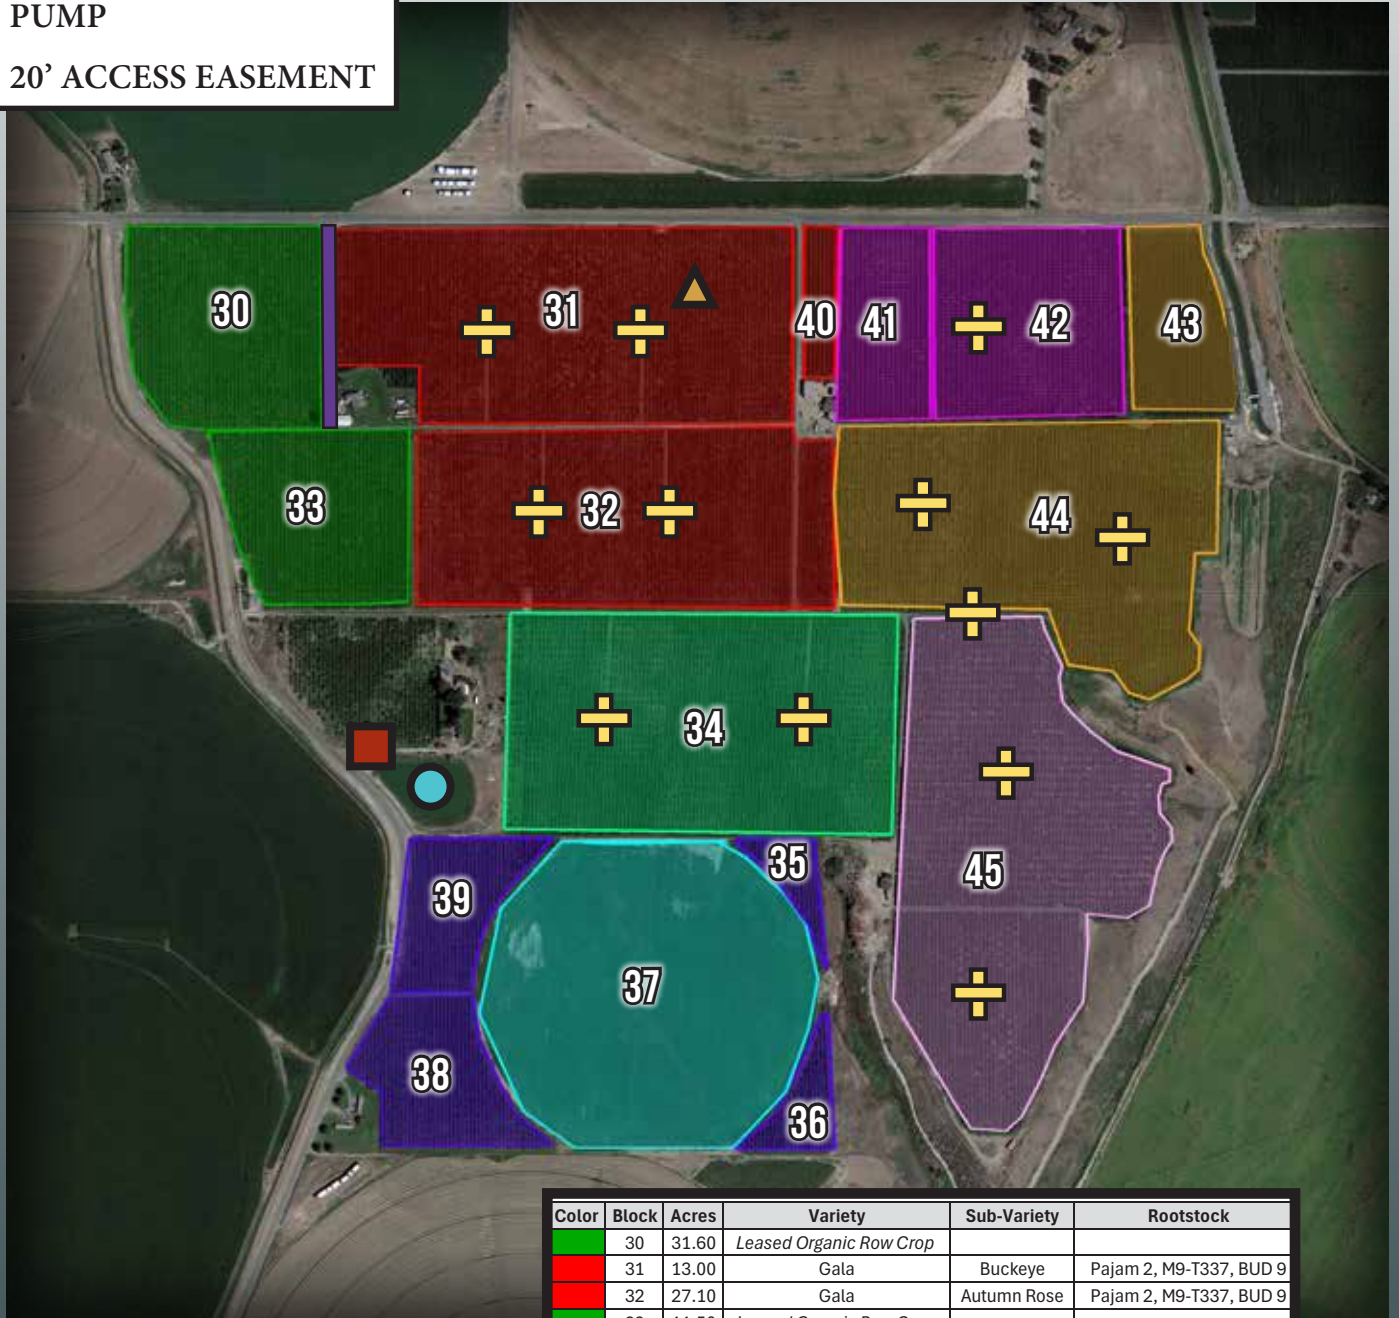 PUMP
20’ ACCESS EASEMENT
30
31
40
41
42
43
33
32
44
34
35
39
45
37
38
36
Color Block Acres Variety Sub-Variety Rootstock
30 31.60 Leased Organic Row Crop
31 13.00 Gala Buckeye Pajam 2, M9-T337, BUD 9
32 27.10 Gala Autumn Rose Pajam 2, M9-T337, BUD 9